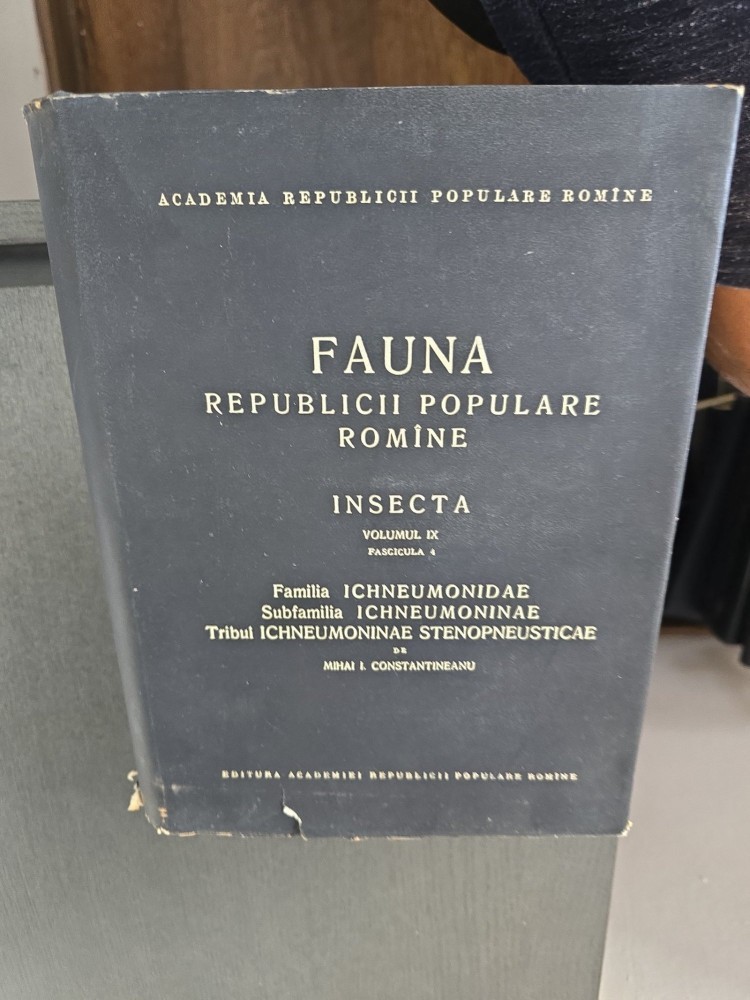 ACADEMIA REPUBLICII POPULARE ROMÎNE
FAUNA
REPUBLICII POPULARE
ROMÎNE
INSECTA
VOLUMUL IX
FASCICULA 4
Familia ICHNEUMONIDAE
Subfamilia ICHNEUMONINAE
Tribul ICHNEUMONINAE STENOPNEUSTICAE
DE
MIHAI I. CONSTANTINEANU
EDITURA ACADEMIEI REPUBLICII POPULARE ROMÎNE